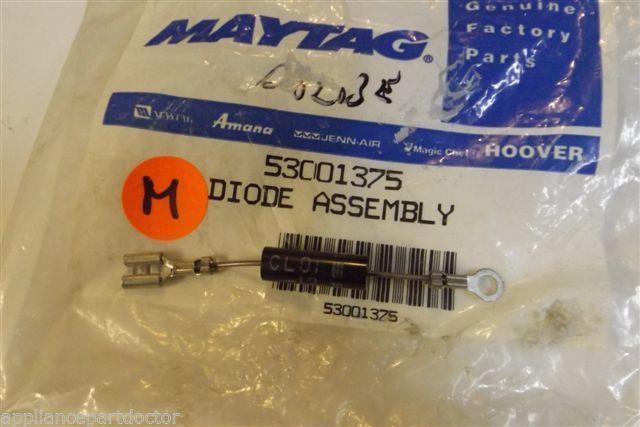 Genuine
Factory
Parts
MAYTAG®
MAYTAG Amana JENN-AIR Magic Chef HOOVER
53001375
DIODE ASSEMBLY
M
CL01
53001375
appliancepartdoctor